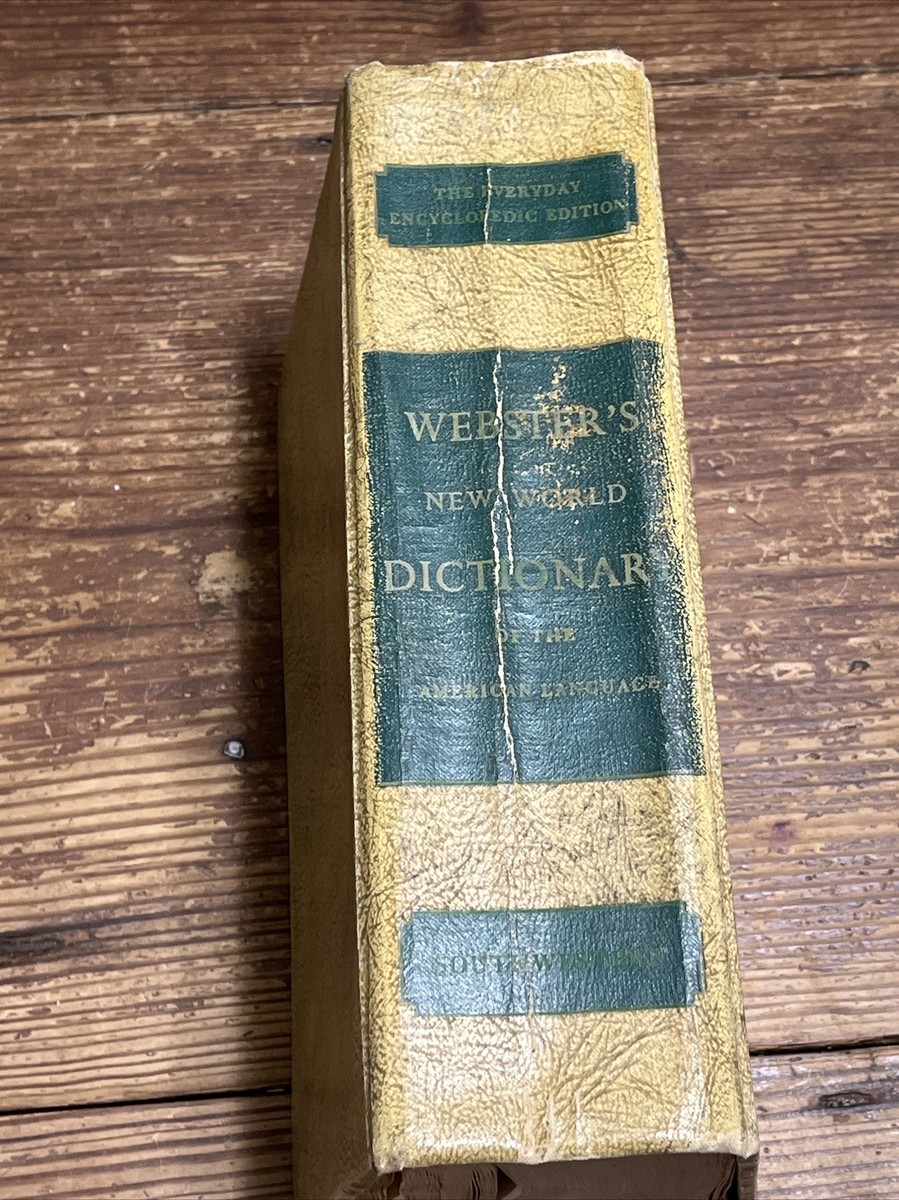 THE EVERYDAY
ENCYCLOPEDIC EDITION
WEBSTER'S
NEW WORLD
DICTIONARY
OF THE
AMERICAN LANGUAGE
SOUTHWESTERN